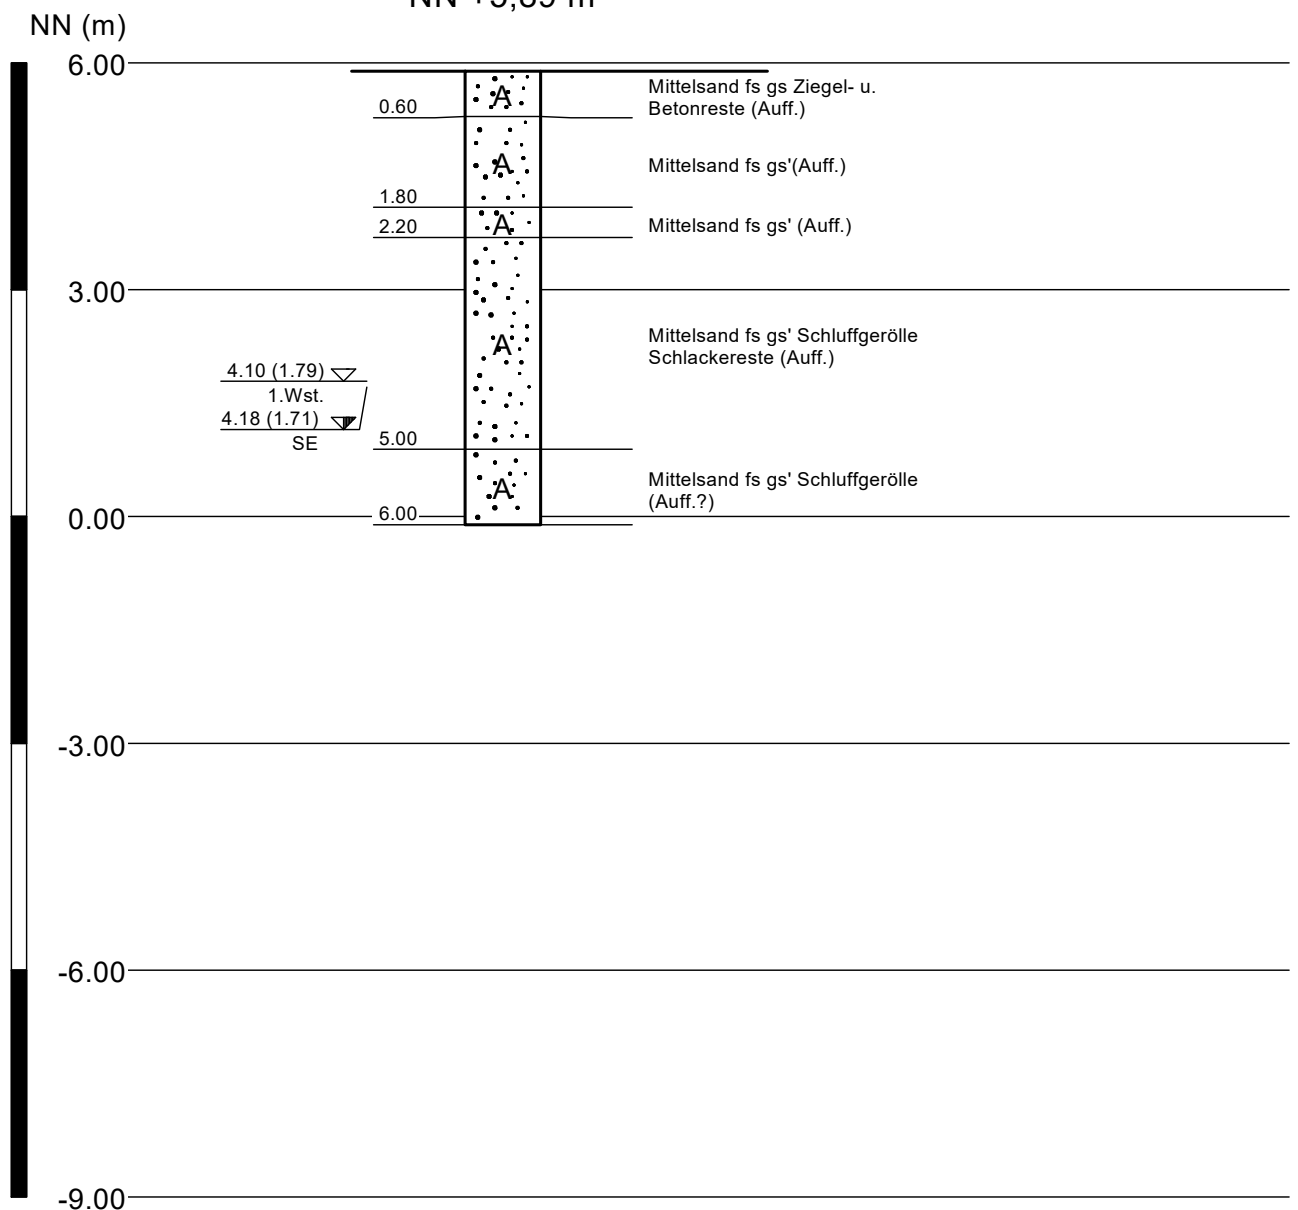 NN +5,89 m
NN (m)
6.00
Mittelsand fs gs Ziegel- u.
Betonreste (Auff.)
0.60
A
Mittelsand fs gs'(Auff.)
A
1.80
Mittelsand fs gs' (Auff.)
A
2.20
3.00
Mittelsand fs gs' Schluffgerölle
Schlackereste (Auff.)
A
4.10 (1.79)
1.Wst.
4.18 (1.71)
SE
5.00
Mittelsand fs gs' Schluffgerölle
(Auff.?)
A
6.00
0.00
-3.00
-6.00
-9.00